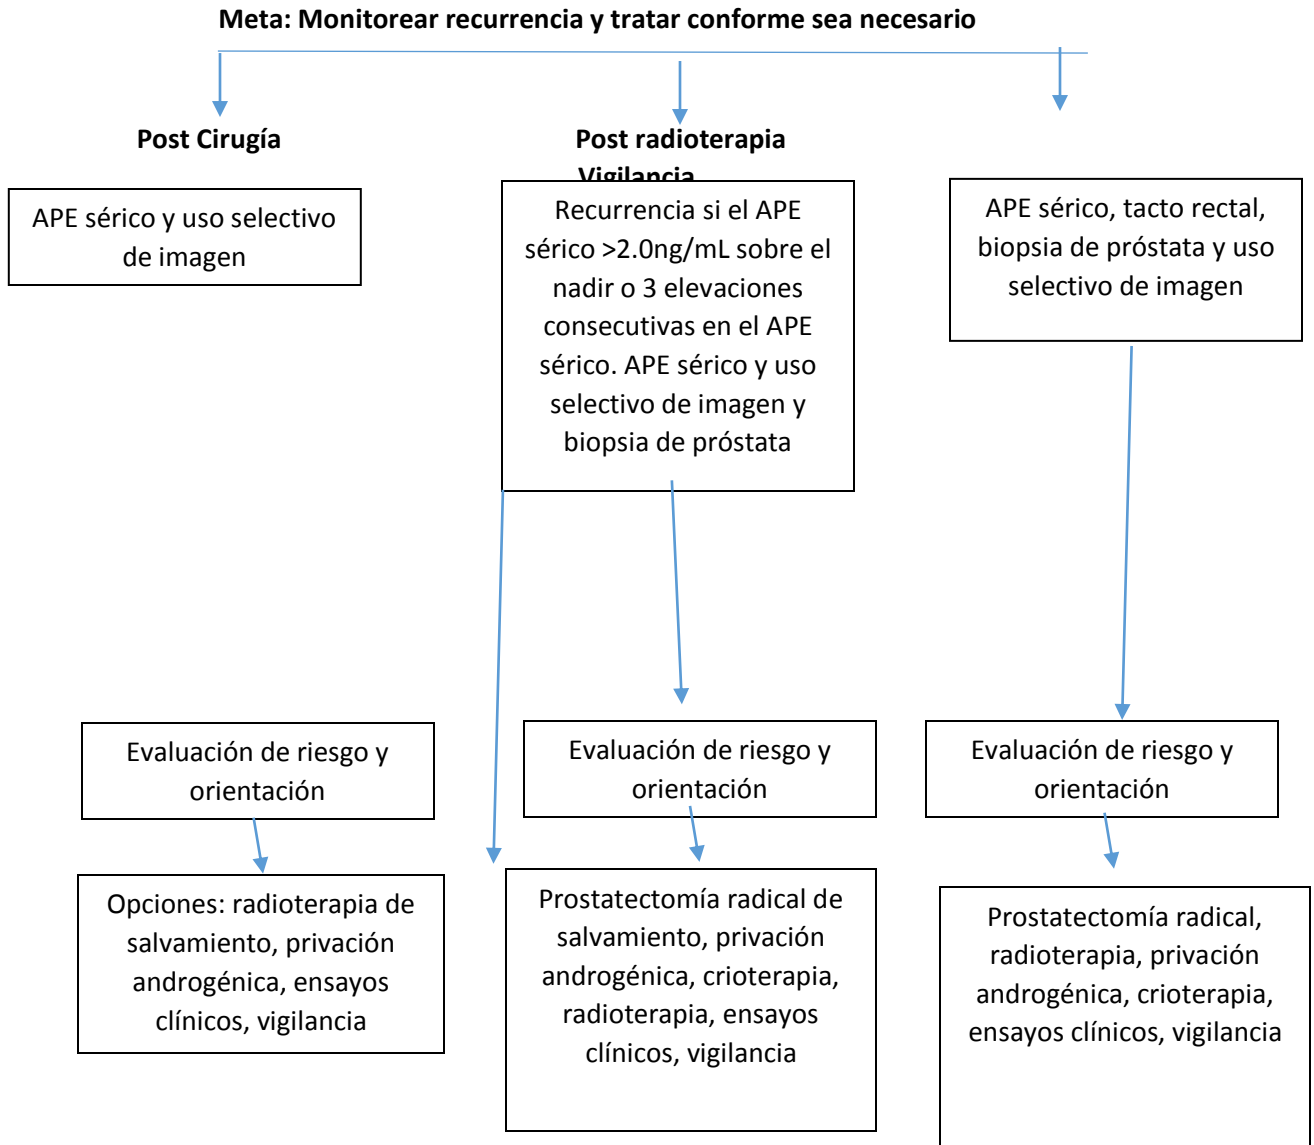 Meta: Monitorear recurrencia y tratar conforme sea necesario
Post Cirugía
Post radioterapia
Vigilancia
APE sérico y uso selectivo
de imagen
Recurrencia si el APE
sérico >2.0ng/mL sobre el
nadir o 3 elevaciones
consecutivas en el APE
sérico. APE sérico y uso
selectivo de imagen y
biopsia de próstata
APE sérico, tacto rectal,
biopsia de próstata y uso
selectivo de imagen
Evaluación de riesgo y
orientación
Evaluación de riesgo y
orientación
Evaluación de riesgo y
orientación
Opciones: radioterapia de
salvamiento, privación
androgénica, ensayos
clínicos, vigilancia
Prostatectomía radical de
salvamiento, privación
androgénica, crioterapia,
radioterapia, ensayos
clínicos, vigilancia
Prostatectomía radical,
radioterapia, privación
androgénica, crioterapia,
ensayos clínicos, vigilancia